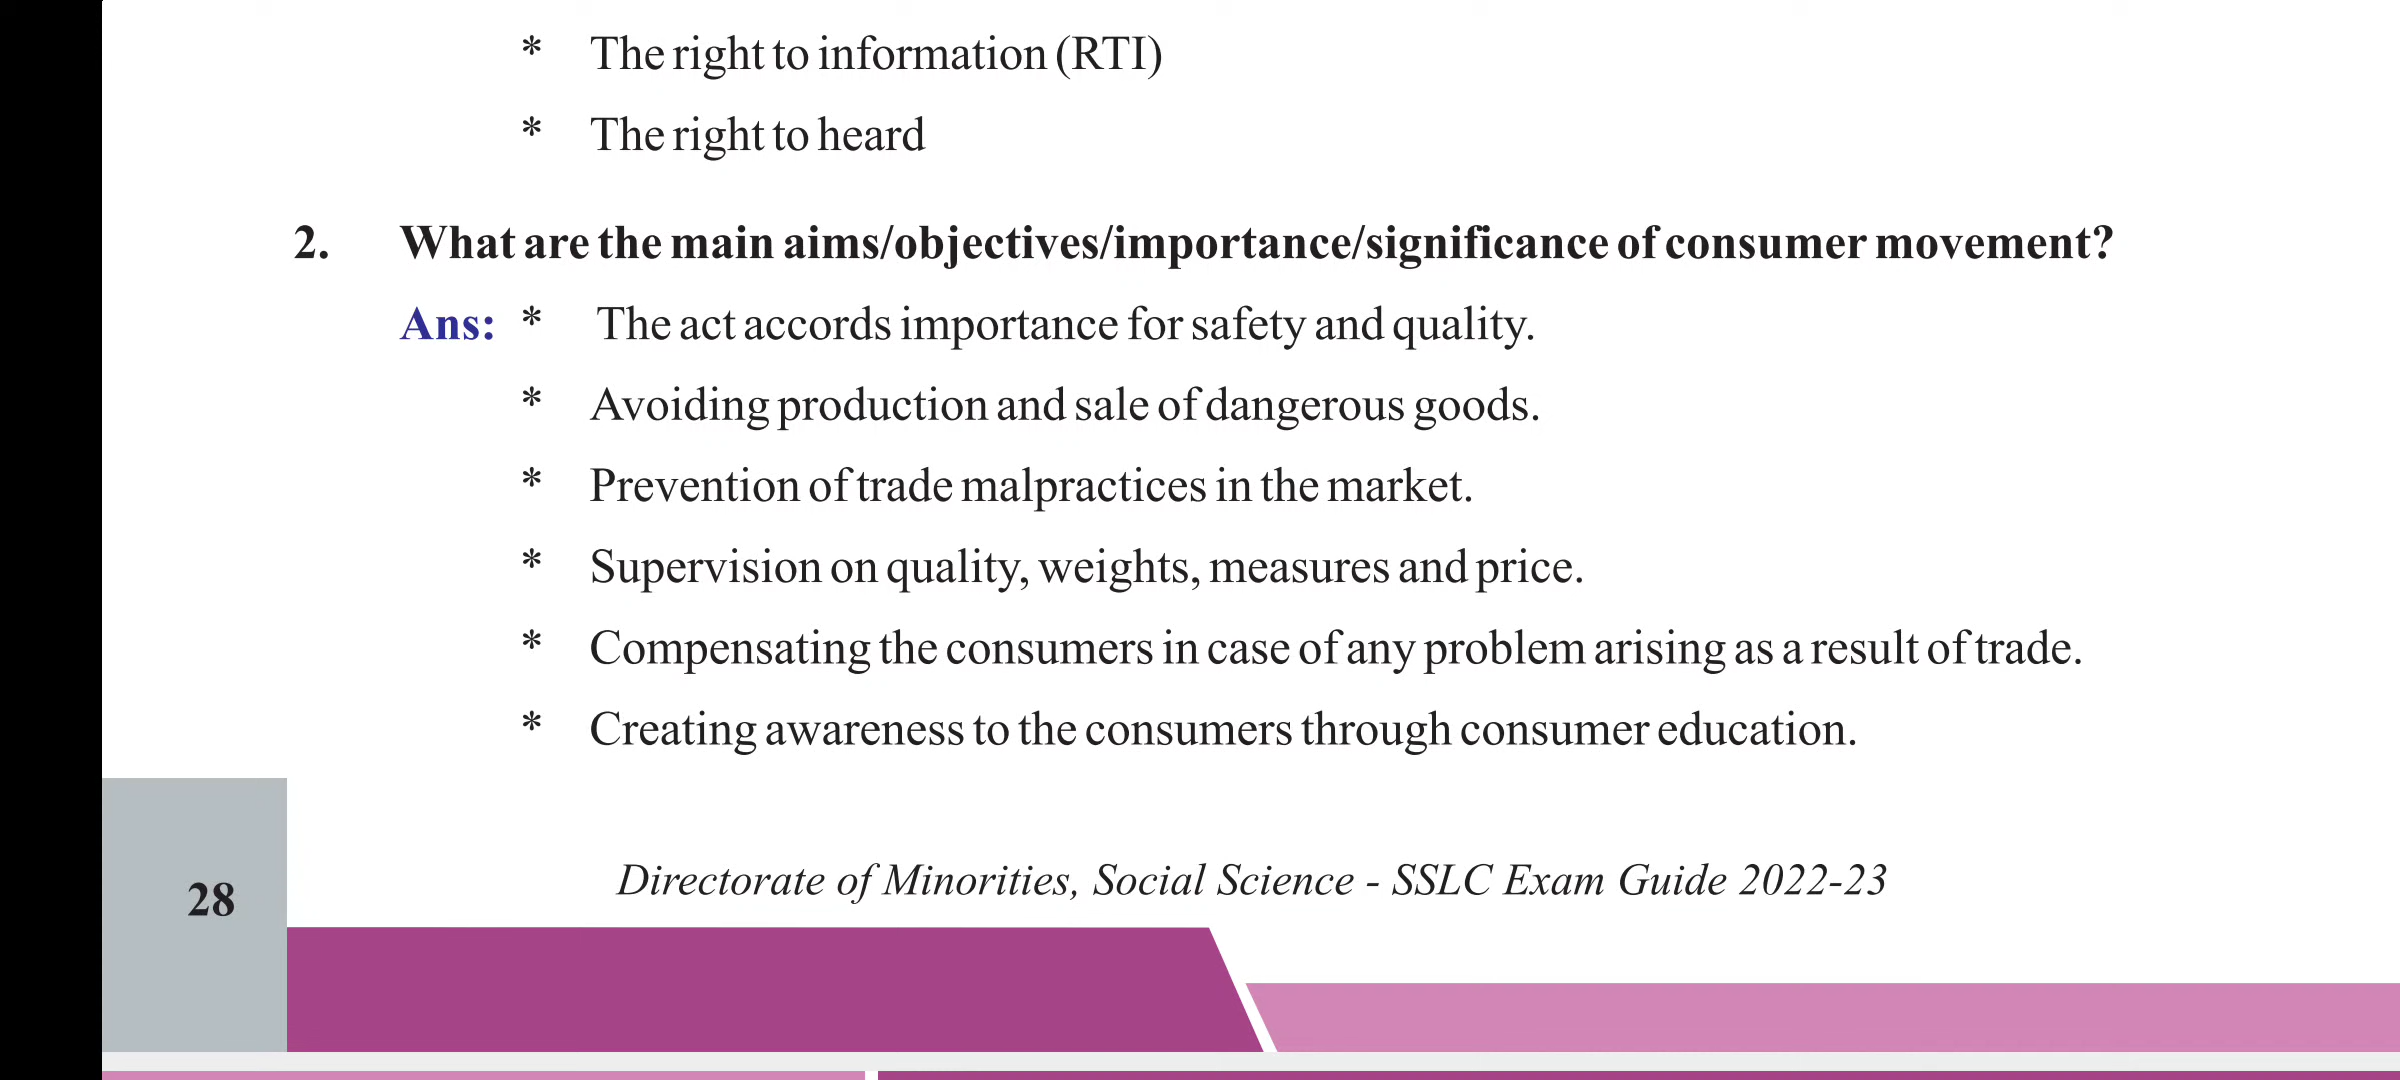 * The right to information (RTI)
* The right to heard
2. What are the main aims/objectives/importance/significance of consumer movement?
Ans: * The act accords importance for safety and quality.
* Avoiding production and sale of dangerous goods.
* Prevention of trade malpractices in the market.
* Supervision on quality, weights, measures and price.
* Compensating the consumers in case of any problem arising as a result of trade.
* Creating awareness to the consumers through consumer education.
28 Directorate of Minorities, Social Science - SSLC Exam Guide 2022-23